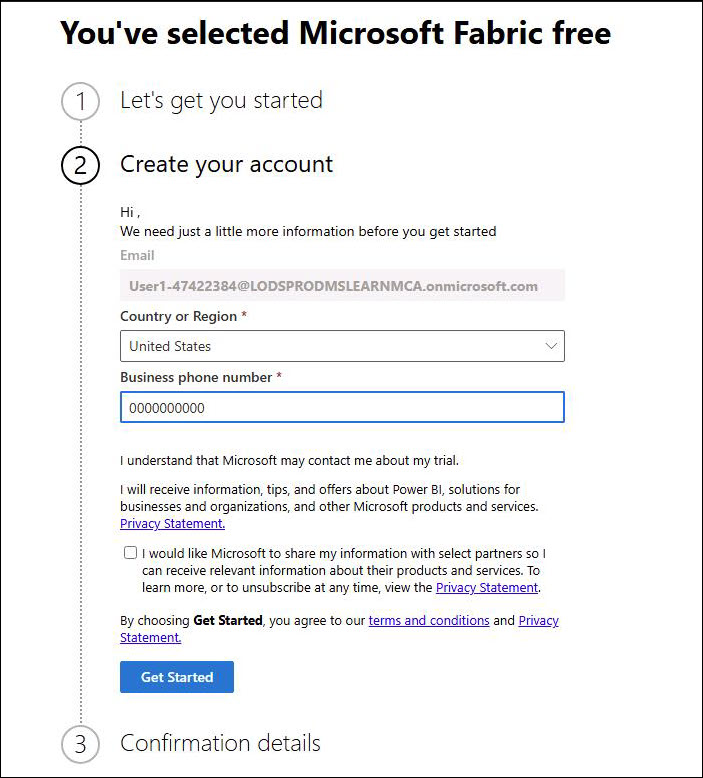 You've selected Microsoft Fabric free
1 Let's get you started
2 Create your account
Hi ,
We need just a little more information before you get started
Email
User1-47422384@LODSPRODMSLEARNMCA.onmicrosoft.com
Country or Region *
United States
Business phone number *
0000000000
I understand that Microsoft may contact me about my trial.
I will receive information, tips, and offers about Power BI, solutions for
businesses and organizations, and other Microsoft products and services.
Privacy Statement.
I would like Microsoft to share my information with select partners so I
can receive relevant information about their products and services. To
learn more, or to unsubscribe at any time, view the Privacy Statement.
By choosing Get Started, you agree to our terms and conditions and Privacy
Statement.
Get Started
3 Confirmation details